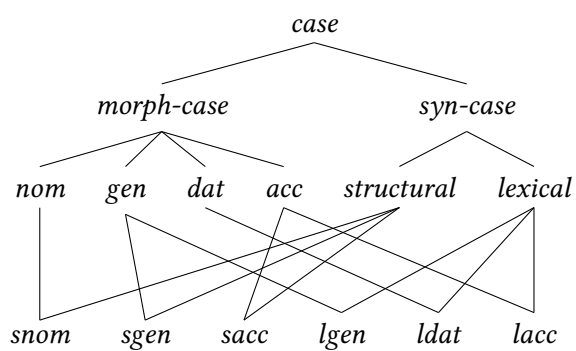 case
morph-case syn-case
nom gen dat acc structural lexical
snom sgen sacc lgen ldat lacc